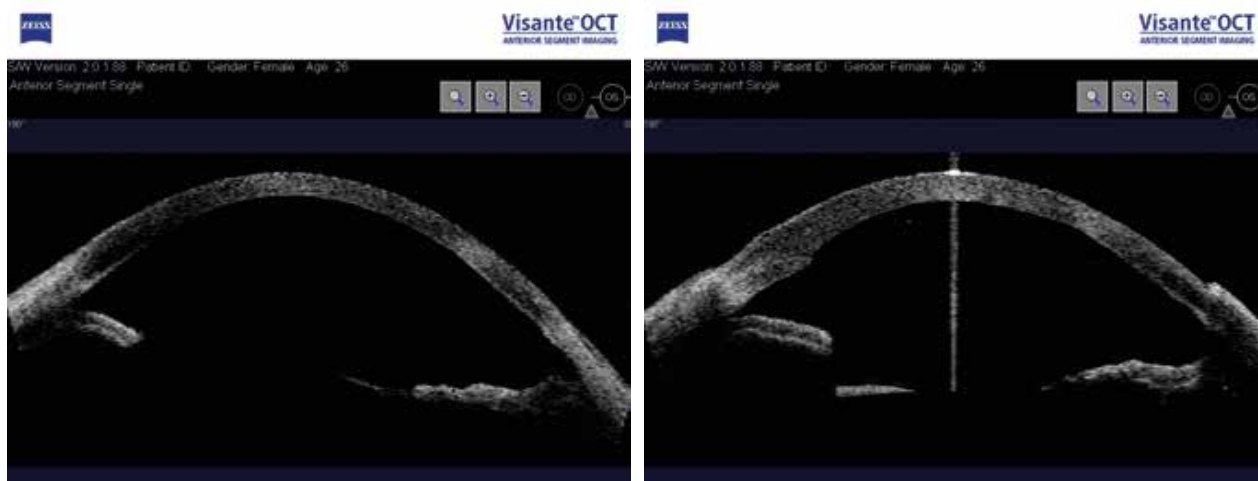 ZEISS
Visante™OCT
ANTERIOR SEGMENT IMAGING
S/W Version: 2.0.1.88 Patient ID: Gender: Female Age: 26
Anterior Segment Single
OD
OS
180°
ZEISS
Visante™OCT
ANTERIOR SEGMENT IMAGING
S/W Version: 2.0.1.88 Patient ID: Gender: Female Age: 26
Anterior Segment Single
OD
OS
180°